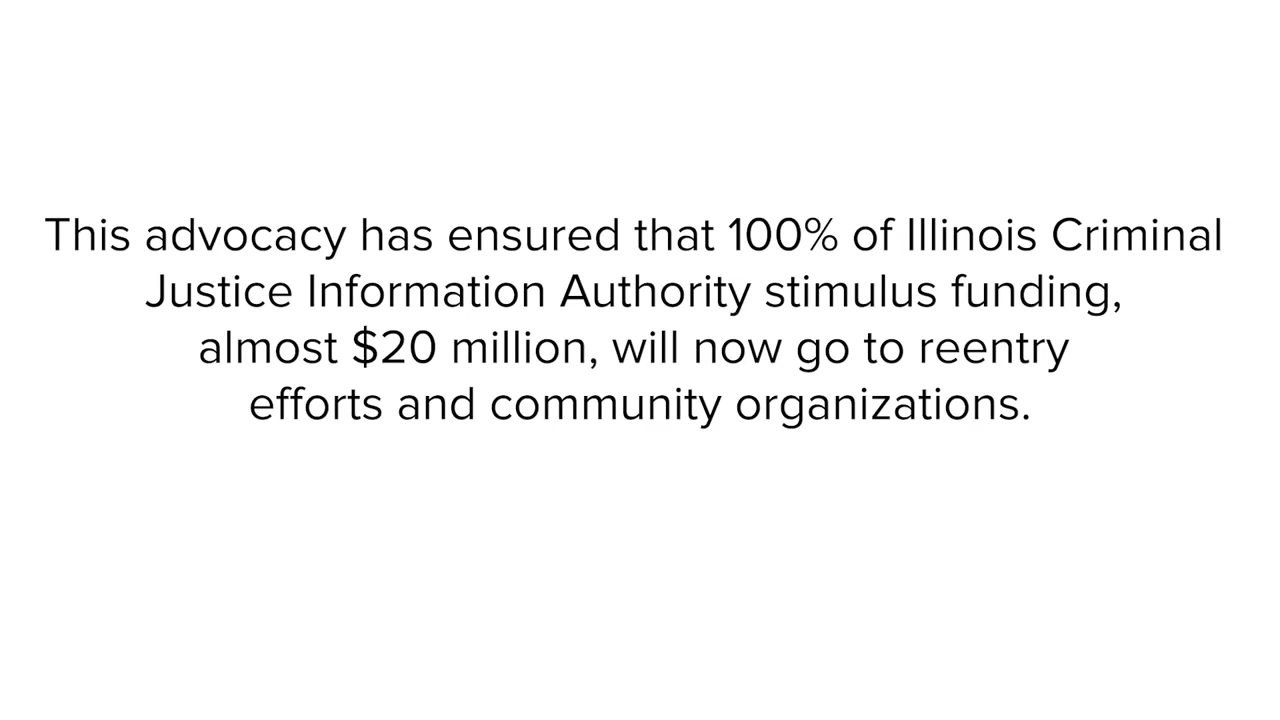 This advocacy has ensured that 100% of Illinois Criminal
Justice Information Authority stimulus funding,
almost $20 million, will now go to reentry
efforts and community organizations.